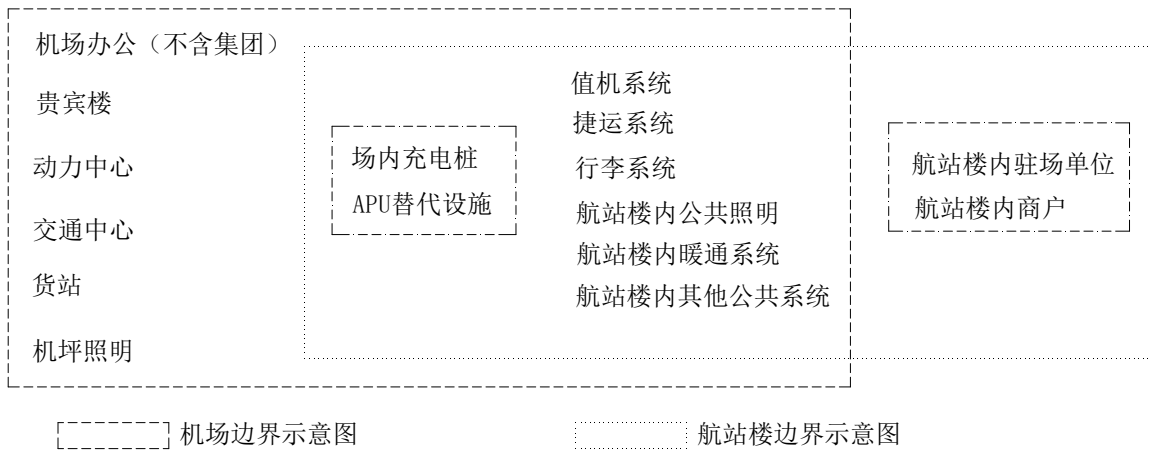 机场办公（不含集团）
贵宾楼
动力中心
交通中心
货站
机坪照明
场内充电桩
APU替代设施
值机系统
捷运系统
行李系统
航站楼内公共照明
航站楼内暖通系统
航站楼内其他公共系统
航站楼内驻场单位
航站楼内商户
机场边界示意图
航站楼边界示意图